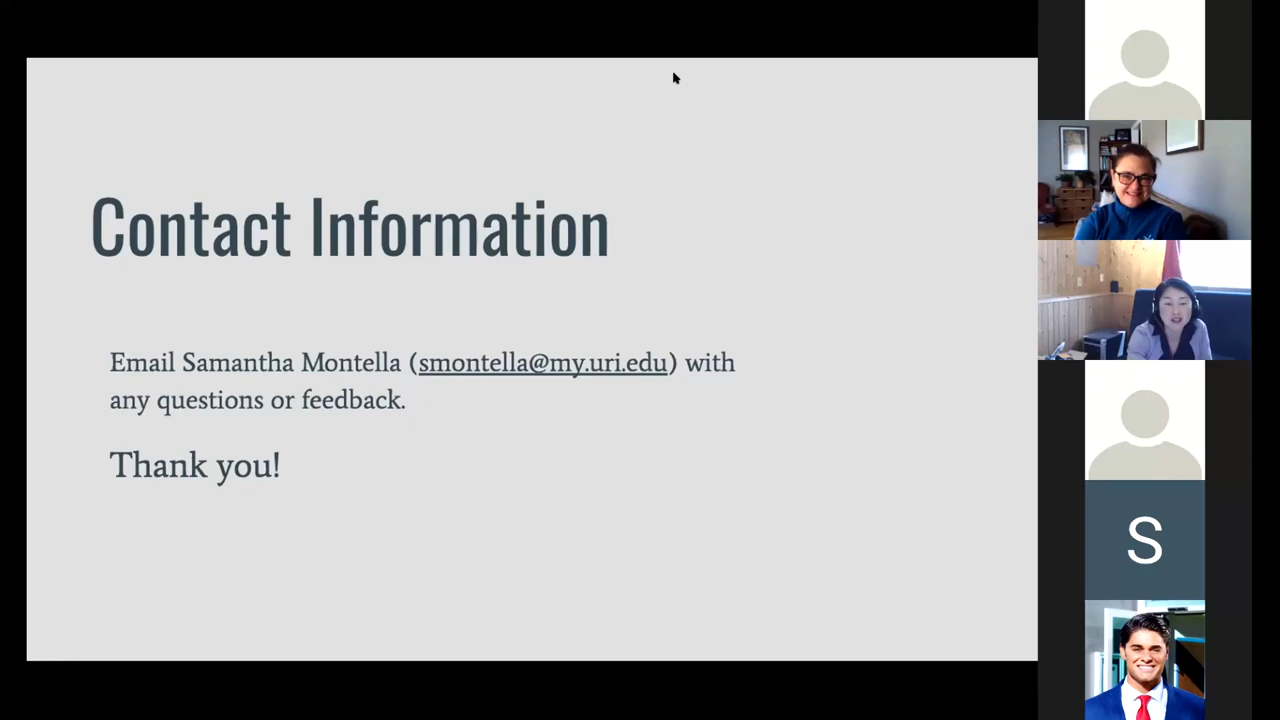 Contact Information
Email Samantha Montella (smontella@my.uri.edu) with
any questions or feedback.
Thank you!
S